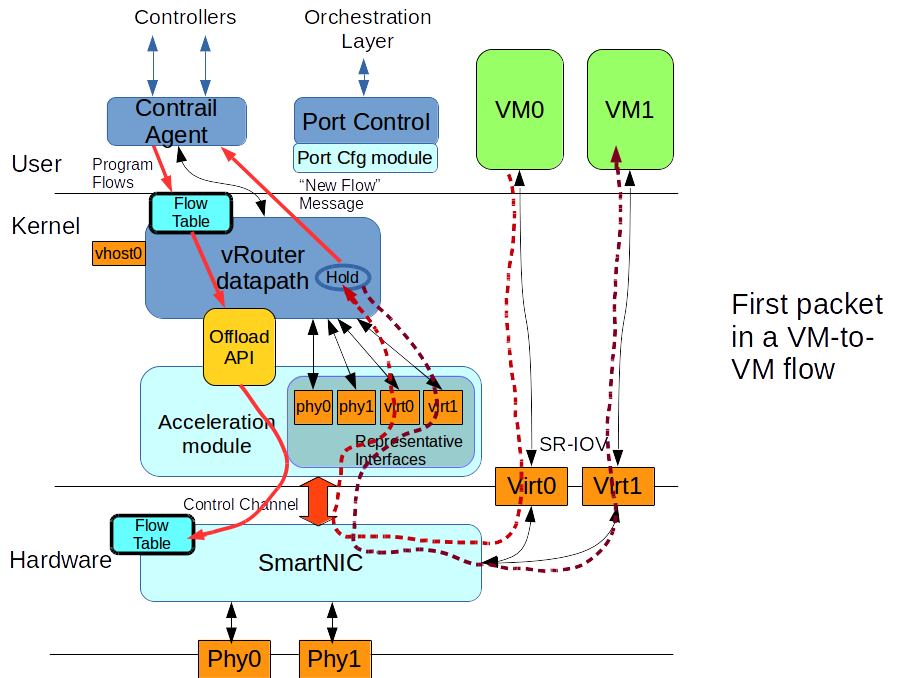 Controllers
Orchestration
Layer
Contrail
Agent
Port Control
Port Cfg module
VM0
VM1
User
Program
Flows
"New Flow"
Message
Kernel
Flow
Table
vhost0
vRouter
datapath
Hold
First packet
in a VM-to-
VM flow
Offload
API
Acceleration
module
phy0
phy1
virt0
virt1
Representative
Interfaces
SR-IOV
Virt0
Virt1
Control Channel
Flow
Table
Hardware
SmartNIC
Phy0
Phy1